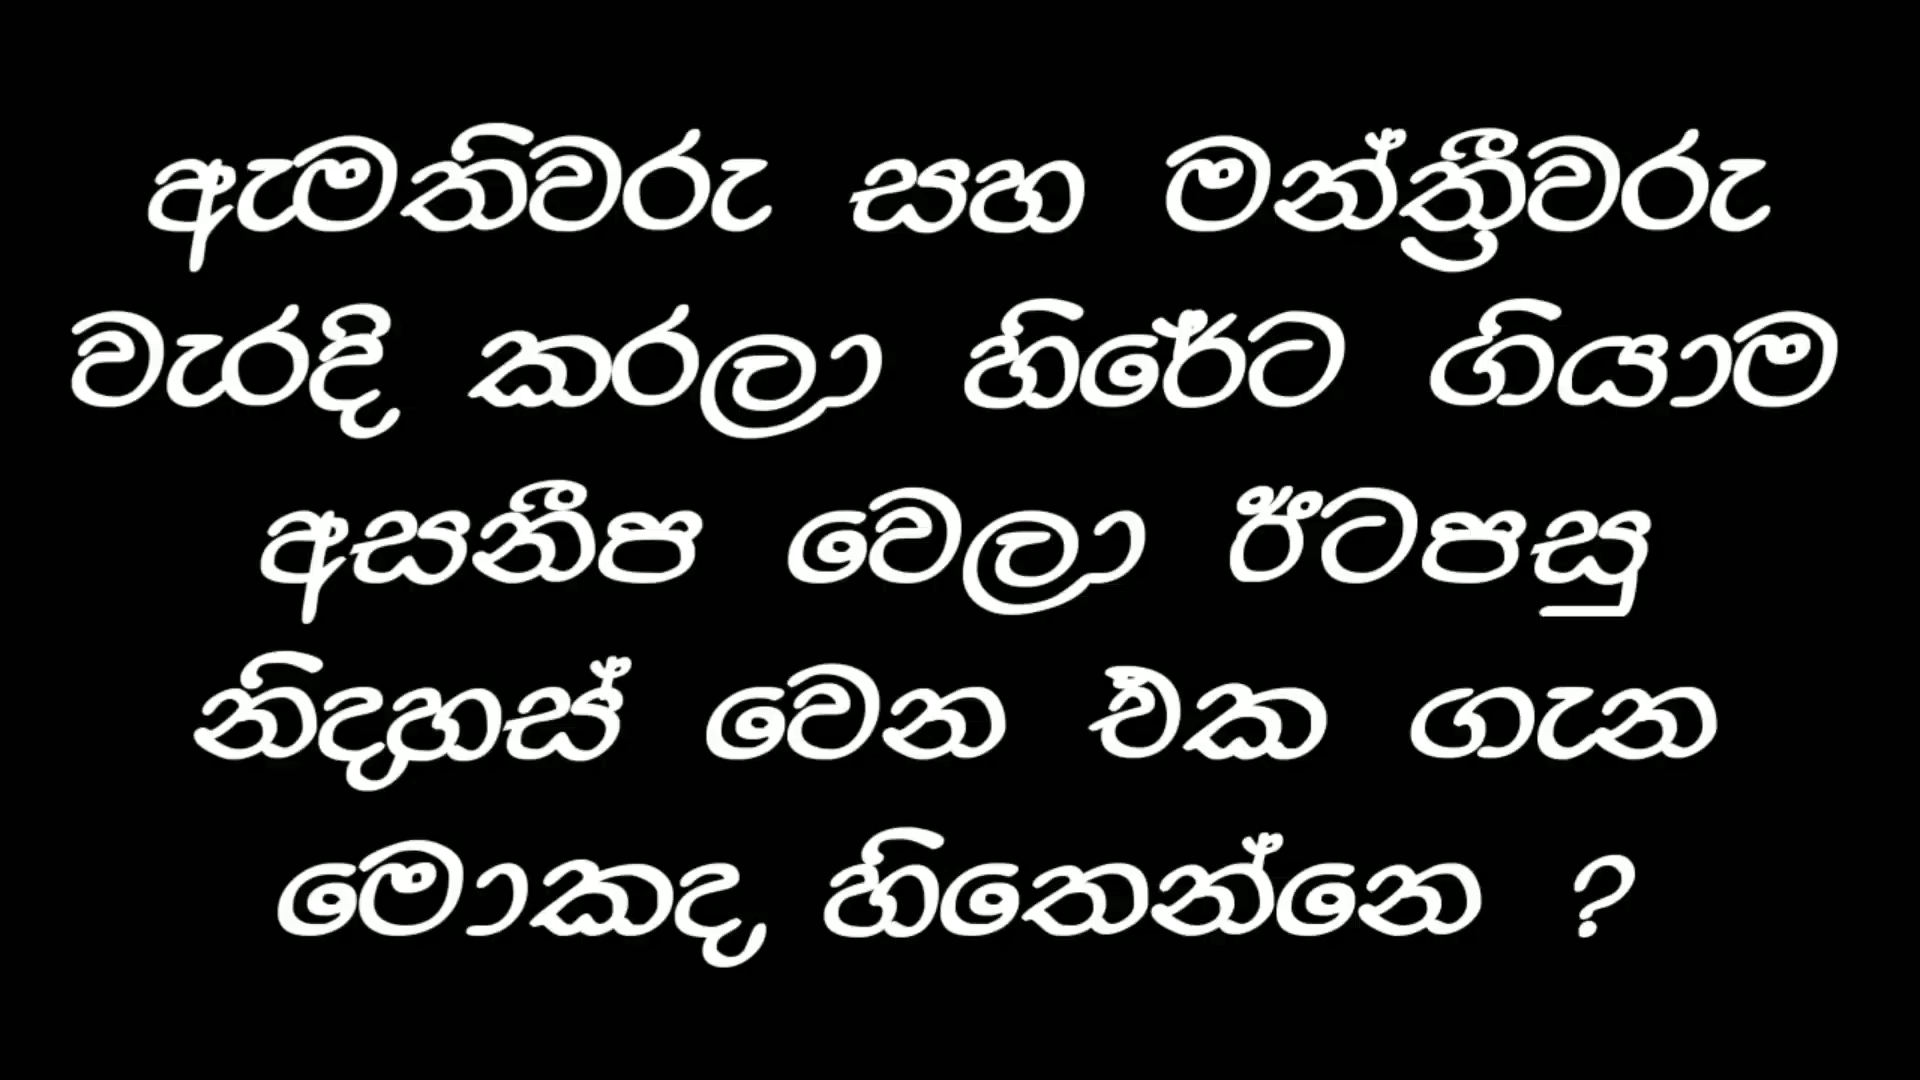 ඇමතිවරු සහ මන්ත්‍රීවරු
වැරදි කරලා හිරේට ගියාම
අසනීප වෙලා ඊටපසු
නිදහස් වෙන එක ගැන
මොකද හිතෙන්නෙ ?